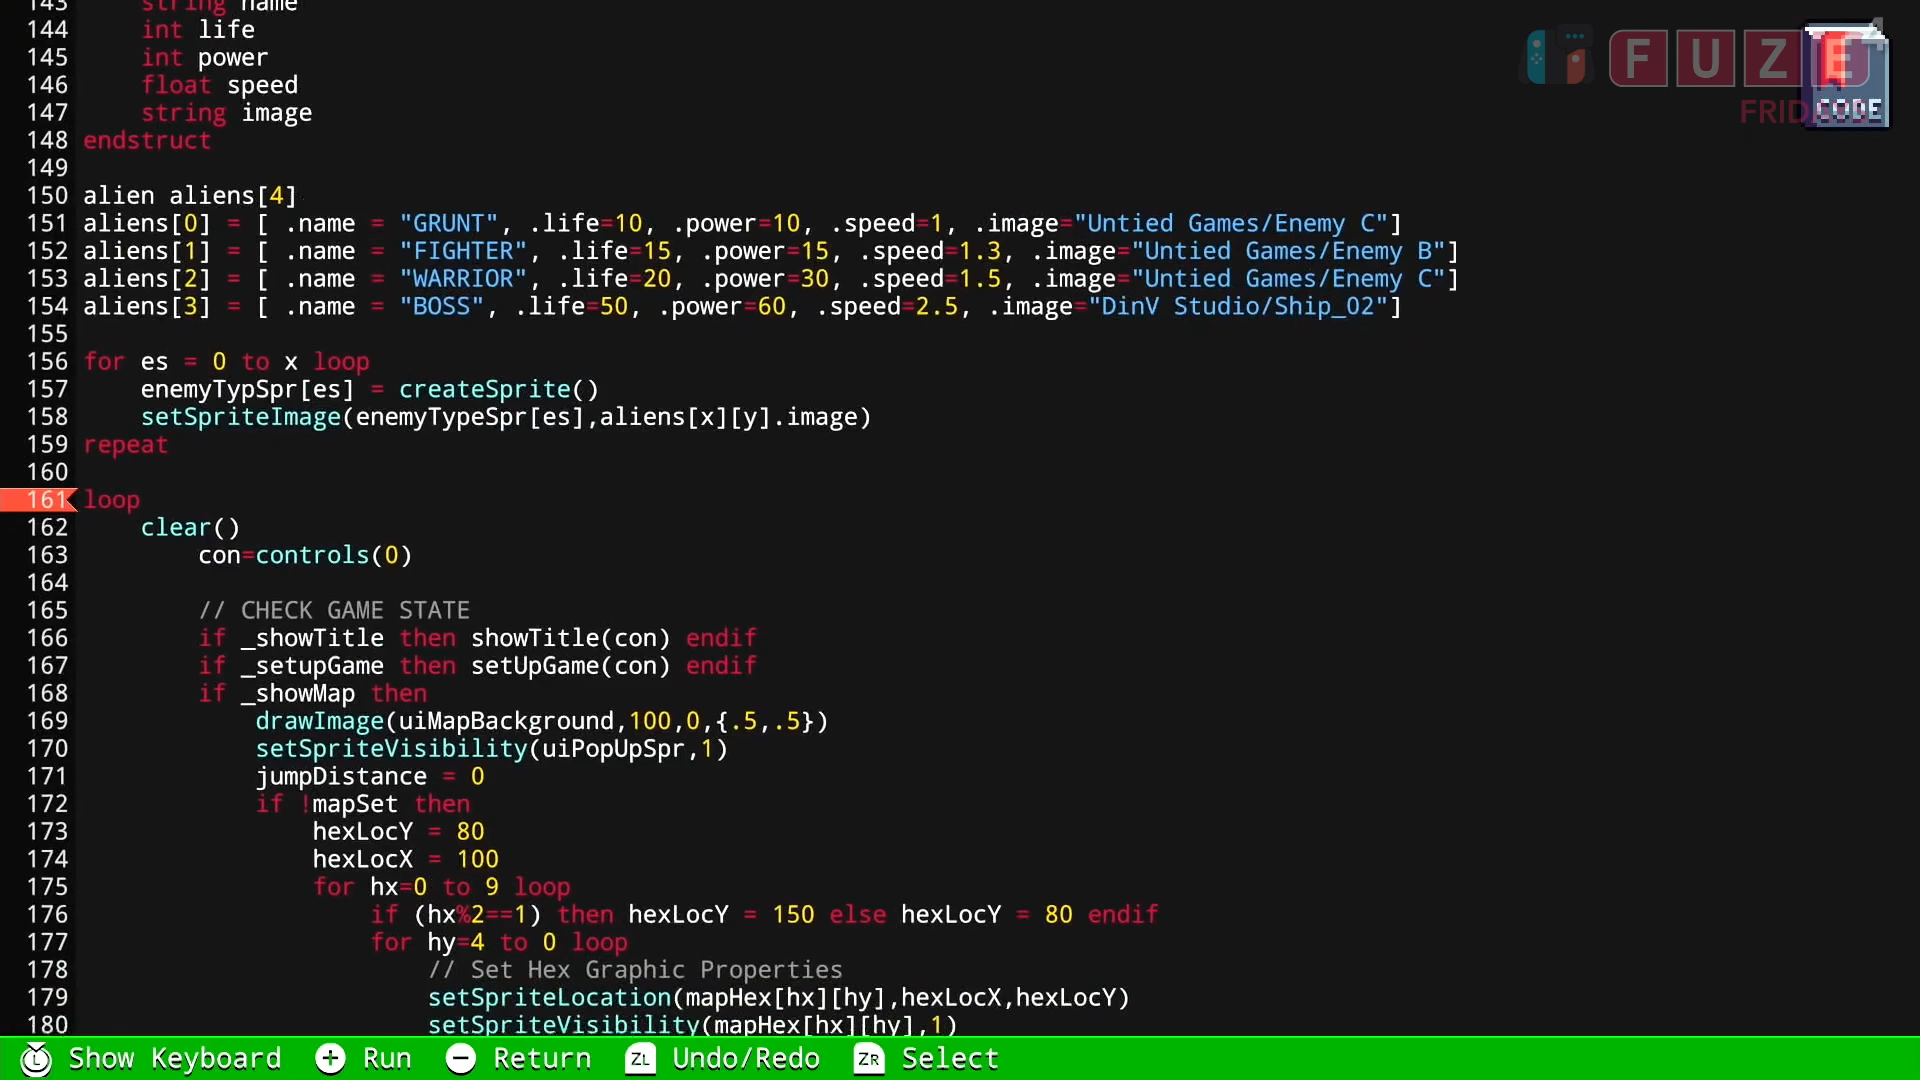 143 string name
144 int life
145 int power
146 float speed
147 string image
148 endstruct
149
150 alien aliens[4]
151 aliens[0] = [ .name = "GRUNT", .life=10, .power=10, .speed=1, .image="Untied Games/Enemy C"]
152 aliens[1] = [ .name = "FIGHTER", .life=15, .power=15, .speed=1.3, .image="Untied Games/Enemy B"]
153 aliens[2] = [ .name = "WARRIOR", .life=20, .power=30, .speed=1.5, .image="Untied Games/Enemy C"]
154 aliens[3] = [ .name = "BOSS", .life=50, .power=60, .speed=2.5, .image="DinV Studio/Ship_02"]
155
156 for es = 0 to x loop
157 enemyTypSpr[es] = createSprite()
158 setSpriteImage(enemyTypeSpr[es],aliens[x][y].image)
159 repeat
160
161 loop
162 clear()
163 con=controls(0)
164
165 // CHECK GAME STATE
166 if _showTitle then showTitle(con) endif
167 if _setupGame then setUpGame(con) endif
168 if _showMap then
169 drawImage(uiMapBackground,100,0,{.5,.5})
170 setSpriteVisibility(uiPopUpSpr,1)
171 jumpDistance = 0
172 if !mapSet then
173 hexLocY = 80
174 hexLocX = 100
175 for hx=0 to 9 loop
176 if (hx%2==1) then hexLocY = 150 else hexLocY = 80 endif
177 for hy=4 to 0 loop
178 // Set Hex Graphic Properties
179 setSpriteLocation(mapHex[hx][hy],hexLocX,hexLocY)
180 setSpriteVisibility(mapHex[hx][hy],1)
FUZE
CODE
L Show Keyboard + Run - Return ZL Undo/Redo ZR Select